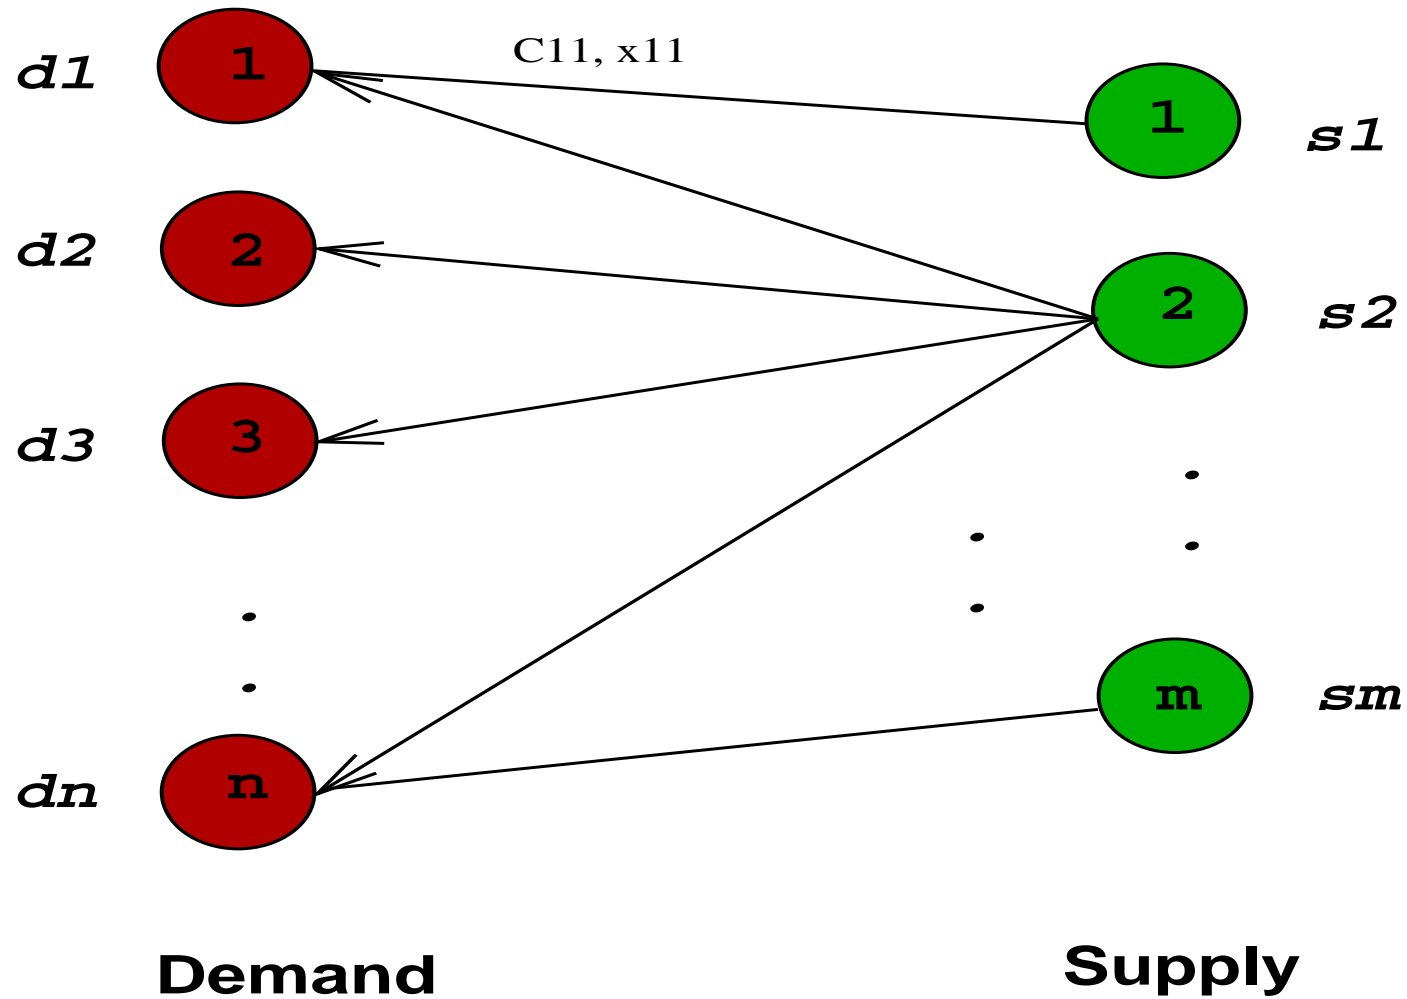 C11, x11
d1 1 1 s1
d2 2 2 s2
d3 3
m sm
dn n
Demand Supply